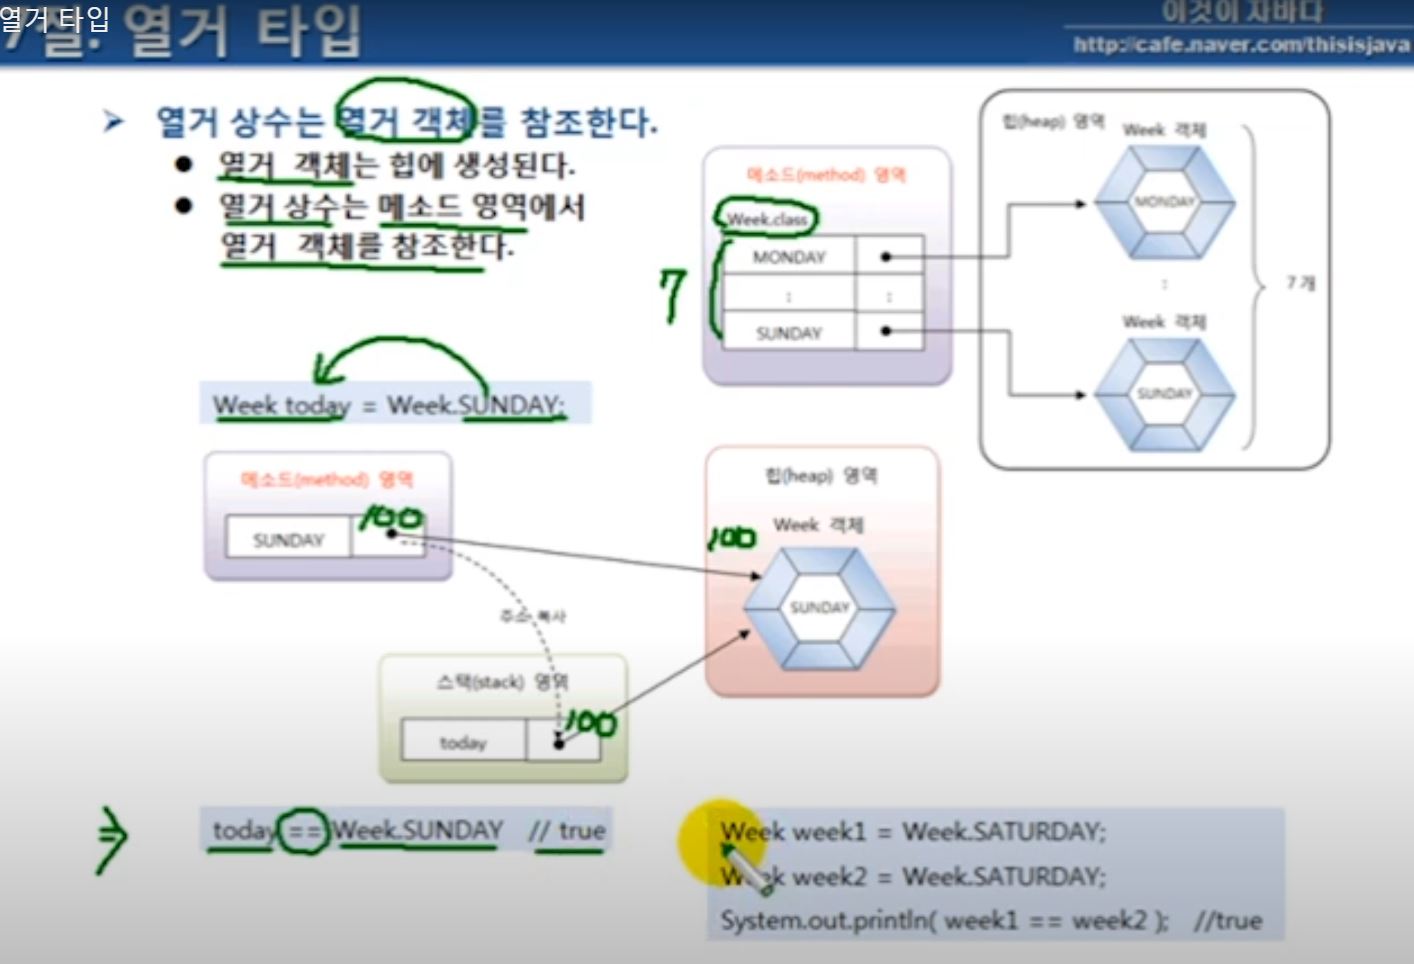 열거 타입
7절. 열거 타입
이것이 자바다
http://cafe.naver.com/thisisjava
➤ 열거 상수는 열거 객체를 참조한다.
● 열거 객체는 힙에 생성된다.
● 열거 상수는 메소드 영역에서
열거 객체를 참조한다.
메소드(method) 영역
Week.class
7
MONDAY
:
:
SUNDAY
힙(heap) 영역
Week 객체
MONDAY
:
Week 객체
SUNDAY
7개
Week today = Week.SUNDAY;
메소드(method) 영역
SUNDAY
100
주소 복사
스택(stack) 영역
today
100
힙(heap) 영역
100
Week 객체
SUNDAY
today == Week.SUNDAY // true
Week week1 = Week.SATURDAY;
Week week2 = Week.SATURDAY;
System.out.println( week1 == week2 ); //true